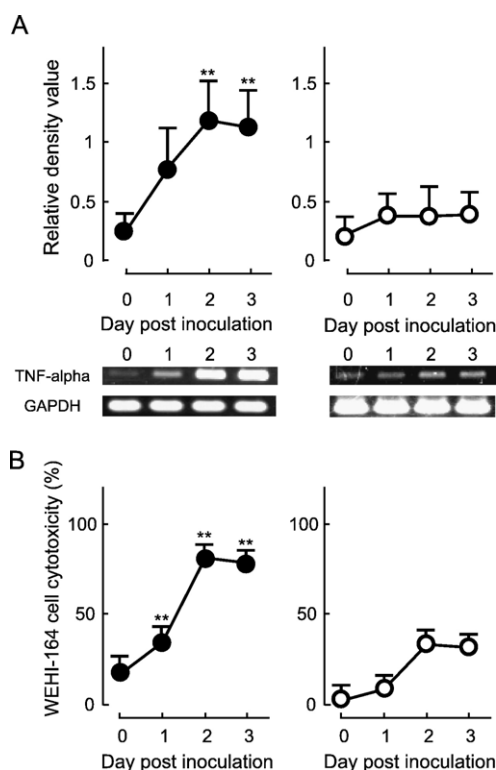 A
Relative density value
1.5
1
0.5
0
** **
0 1 2 3
Day post inoculation
1.5
1
0.5
0
0 1 2 3
Day post inoculation
0 1 2 3
0 1 2 3
TNF-alpha
GAPDH
B
WEHI-164 cell cytotoxicity (%)
100
50
0
**
**
**
0 1 2 3
Day post inoculation
100
50
0
0 1 2 3
Day post inoculation